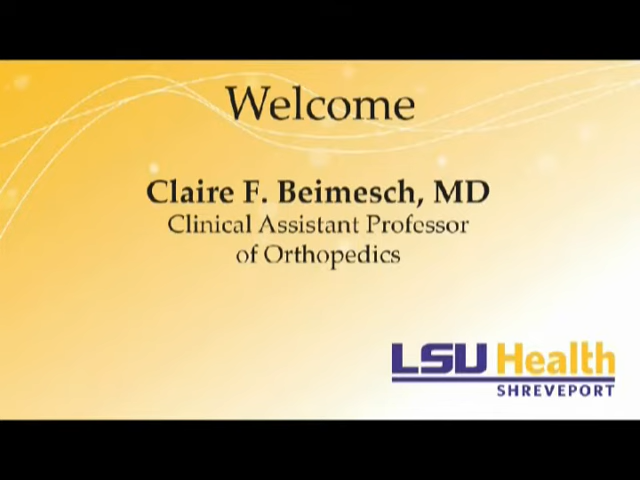 Welcome
Claire F. Beimesch, MD
Clinical Assistant Professor
of Orthopedics
LSU Health
SHREVEPORT